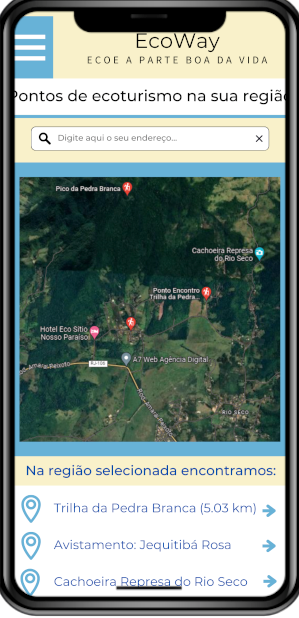 EcoWay
ECOE A PARTE BOA DA VIDA
Pontos de ecoturismo na sua região
Digite aqui o seu endereço...
Pico da Pedra Branca
Cachoeira Represa
do Rio Seco
Ponto Encontro
Trilha da Pedra...
Hotel Eco Sítio
Nosso Paraíso!
A7 Web Agência Digital
Amaral Peixoto
RIO SECO
Na região selecionada encontramos:
Trilha da Pedra Branca (5.03 km)
Avistamento: Jequitibá Rosa
Cachoeira Represa do Rio Seco